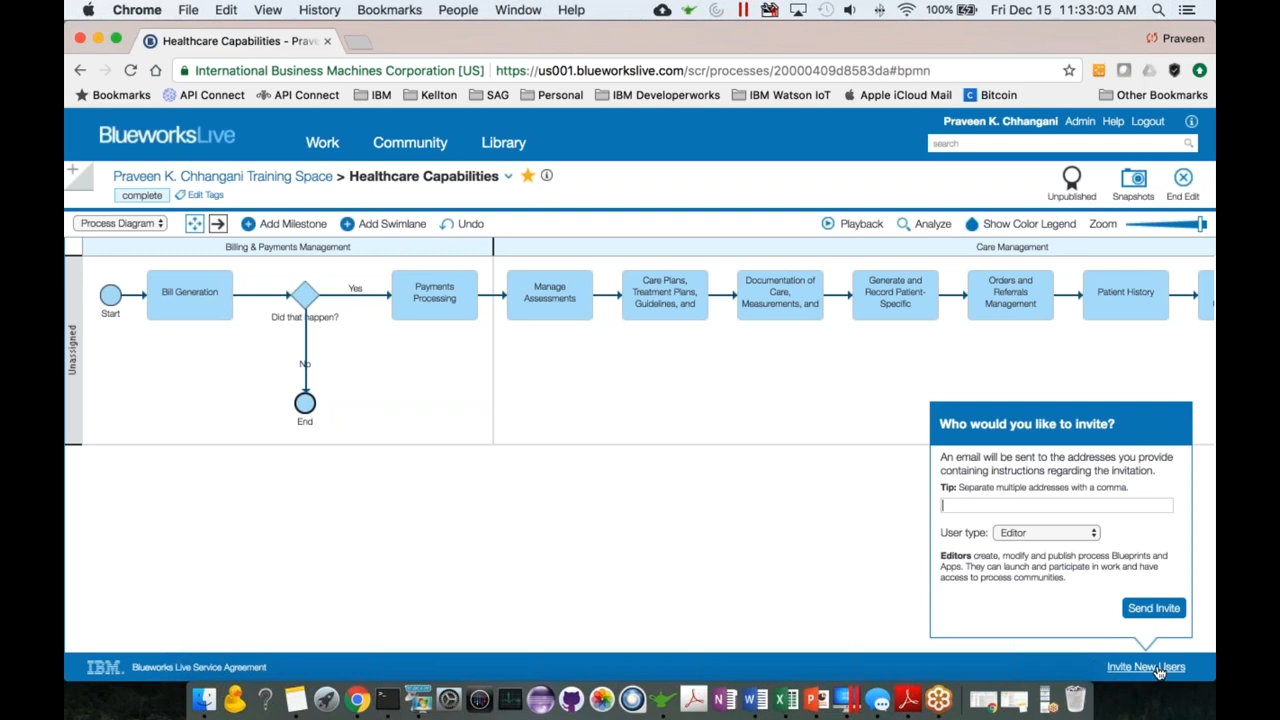 Chrome File Edit View History Bookmarks People Window Help 100% Fri Dec 15 11:33:03 AM
Healthcare Capabilities - Prave × Praveen
International Business Machines Corporation [US] https://us001.blueworkslive.com/scr/processes/20000409d8583da#bpmn
Bookmarks API Connect API Connect IBM Kellton SAG Personal IBM Developerworks IBM Watson IoT Apple iCloud Mail Bitcoin Other Bookmarks
Praveen K. Chhangani Admin Help Logout
BlueworksLive Work Community Library
search
Praveen K. Chhangani Training Space > Healthcare Capabilities
complete Edit Tags
Unpublished Snapshots End Edit
Process Diagram Add Milestone Add Swimlane Undo Playback Analyze Show Color Legend Zoom
Billing & Payments Management Care Management
Unassigned
Start
Bill Generation
Did that happen?
Yes
No
End
Payments
Processing
Manage
Assessments
Care Plans,
Treatment Plans,
Guidelines, and
Documentation of
Care,
Measurements, and
Generate and
Record Patient-
Specific
Orders and
Referrals
Management
Patient History
Who would you like to invite?
An email will be sent to the addresses you provide
containing instructions regarding the invitation.
Tip: Separate multiple addresses with a comma.
User type: Editor
Editors create, modify and publish process Blueprints and
Apps. They can launch and participate in work and have
access to process communities.
Send Invite
IBM. Blueworks Live Service Agreement Invite New Users